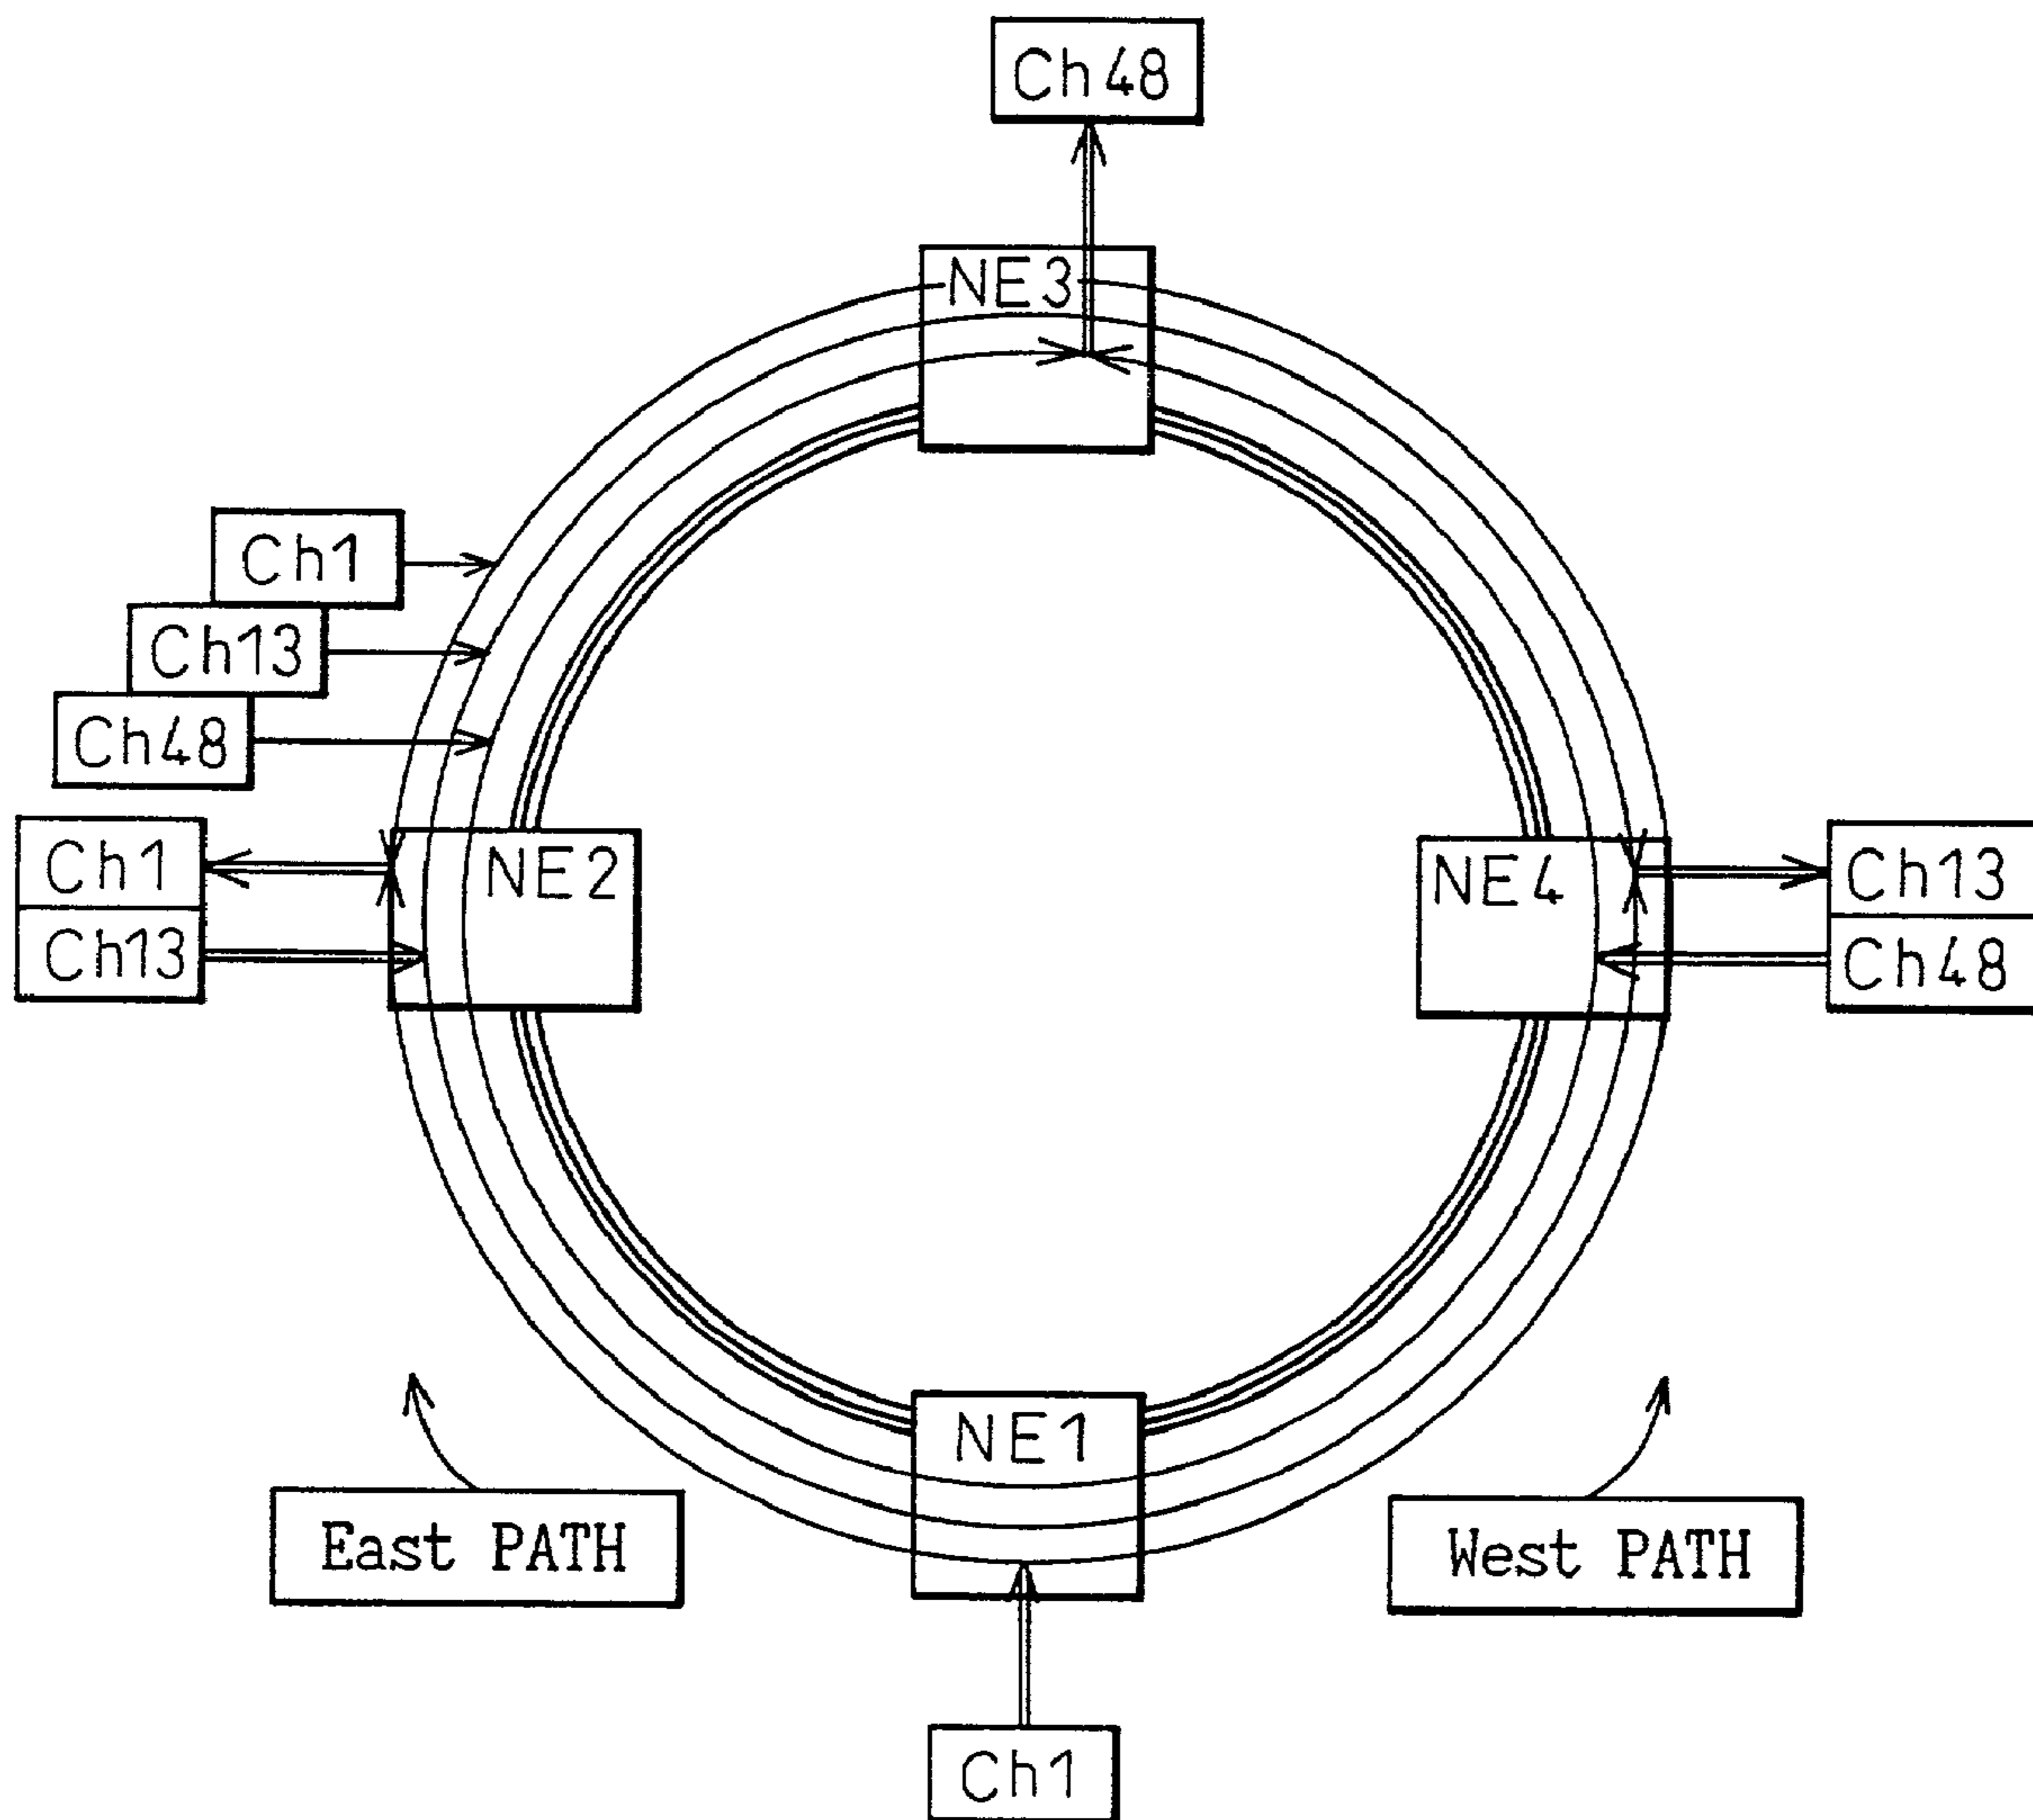 Ch48
NE3
Ch1
Ch13
Ch48
Ch1
NE2
NE4
Ch13
Ch13
Ch48
NE1
East PATH
West PATH
Ch1